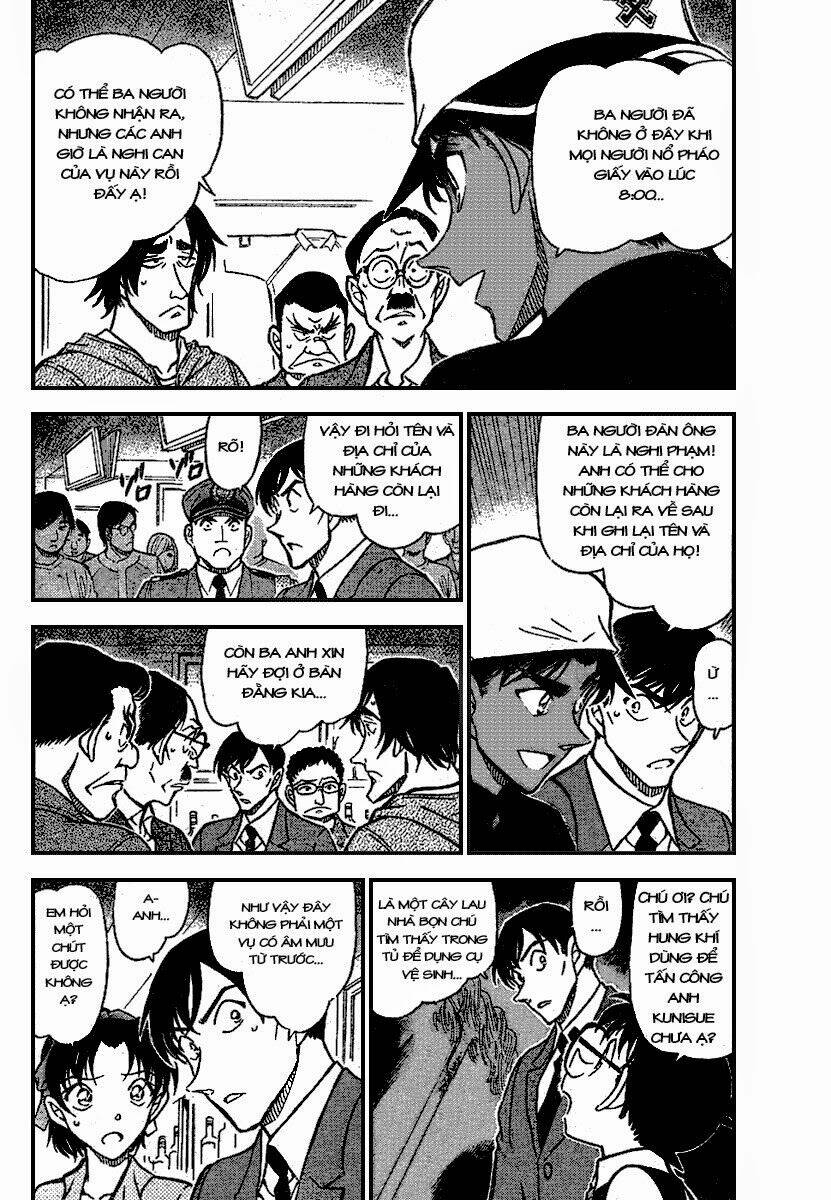 BA NGƯỜI ĐÃ
KHÔNG Ở ĐÂY KHI
MỌI NGƯỜI NỔ PHÁO
GIẤY VÀO LÚC
8:00...
CÓ THỂ BA NGƯỜI
KHÔNG NHẬN RA,
NHƯNG CÁC ANH
GIỜ LÀ NGHI CAN
CỦA VỤ NÀY RỒI
ĐẤY Ạ!
BA NGƯỜI ĐÀN ÔNG
NÀY LÀ NGHI PHẠM!
ANH CÓ THỂ CHO
NHỮNG KHÁCH HÀNG
CÒN LẠI RA VỀ SAU
KHI GHI LẠI TÊN VÀ
ĐỊA CHỈ CỦA HỌ!
Ừ
...
VẬY ĐI HỎI TÊN VÀ
ĐỊA CHỈ CỦA
NHỮNG KHÁCH
HÀNG CÒN LẠI
ĐI...
RÕ!
ゾロ
ゾロ
CÒN BA ANH XIN
HÃY ĐỢI Ở BÀN
ĐẰNG KIA...
CHÚ ƠI? CHÚ
TÌM THẤY
HUNG KHÍ
DÙNG ĐỂ
TẤN CÔNG
ANH
KUNISUE
CHƯA Ạ?
RỒI
...
LÀ MỘT CÂY LAU
NHÀ BỌN CHÚ
TÌM THẤY TRONG
TỦ ĐỂ DỤNG CỤ
VỆ SINH...
NHƯ VẬY ĐÂY
KHÔNG PHẢI MỘT
VỤ CÓ ÂM MƯU
TỪ TRƯỚC...
A-
ANH...
EM HỎI
MỘT
CHÚT
ĐƯỢC
KHÔNG
Ạ?